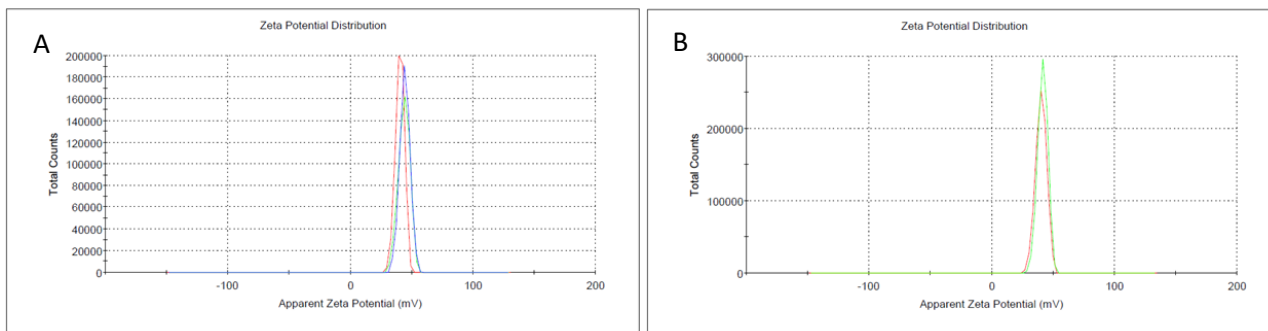 A
Zeta Potential Distribution
200000
180000
160000
140000
120000
100000
80000
60000
40000
20000
0
Total Counts
-100 0 100 200
Apparent Zeta Potential (mV)
B
Zeta Potential Distribution
300000
200000
100000
0
Total Counts
-100 0 100 200
Apparent Zeta Potential (mV)